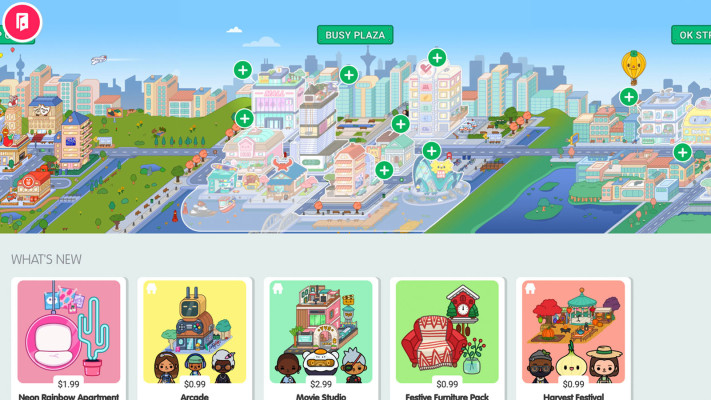 BUSY PLAZA
OK STR
WHAT'S NEW
$1.99
Neon Rainbow Apartment
$0.99
Arcade
$2.99
Movie Studio
$0.99
Festive Furniture Pack
$0.99
Harvest Festival